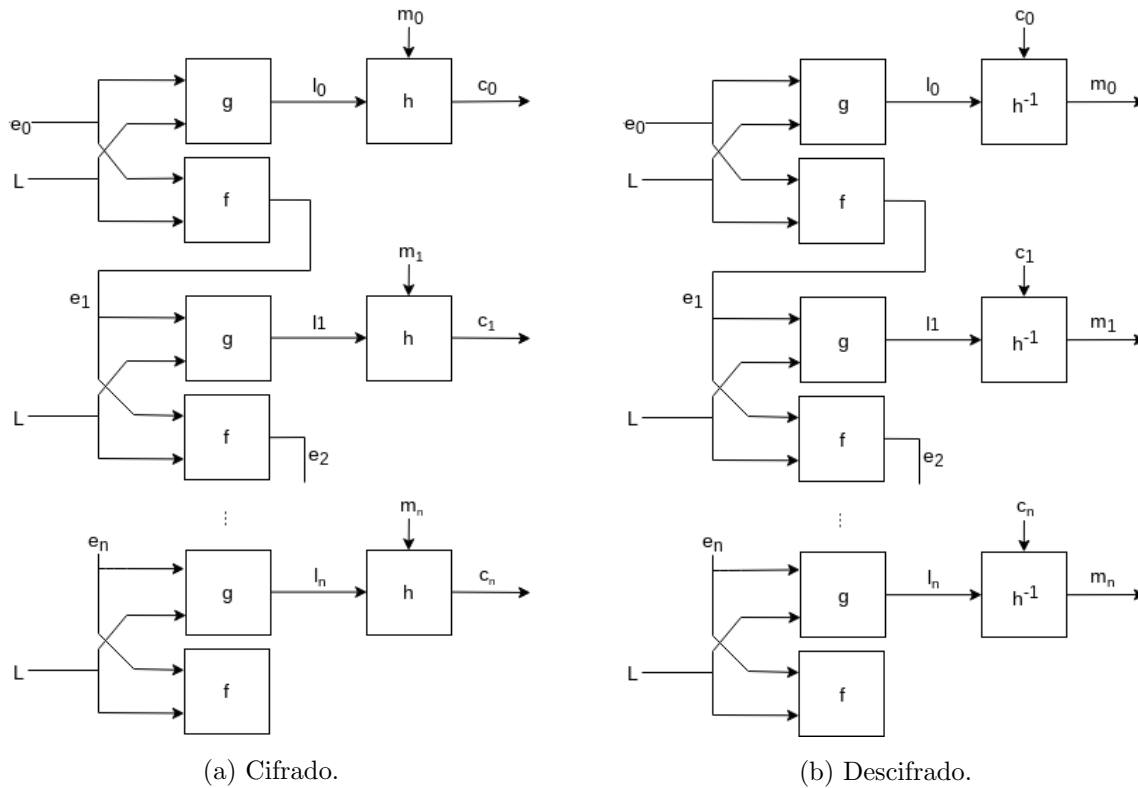 m₀ c₀
g l₀ h c₀ g l₀ h⁻¹ m₀
e₀ e₀
L f L f
m₁ c₁
e₁ e₁
g l1 h c₁ g l1 h⁻¹ m₁
L f L f
e₂ e₂
mₙ cₙ
eₙ eₙ
g lₙ h cₙ g lₙ h⁻¹ mₙ
L f L f
(a) Cifrado. (b) Descifrado.